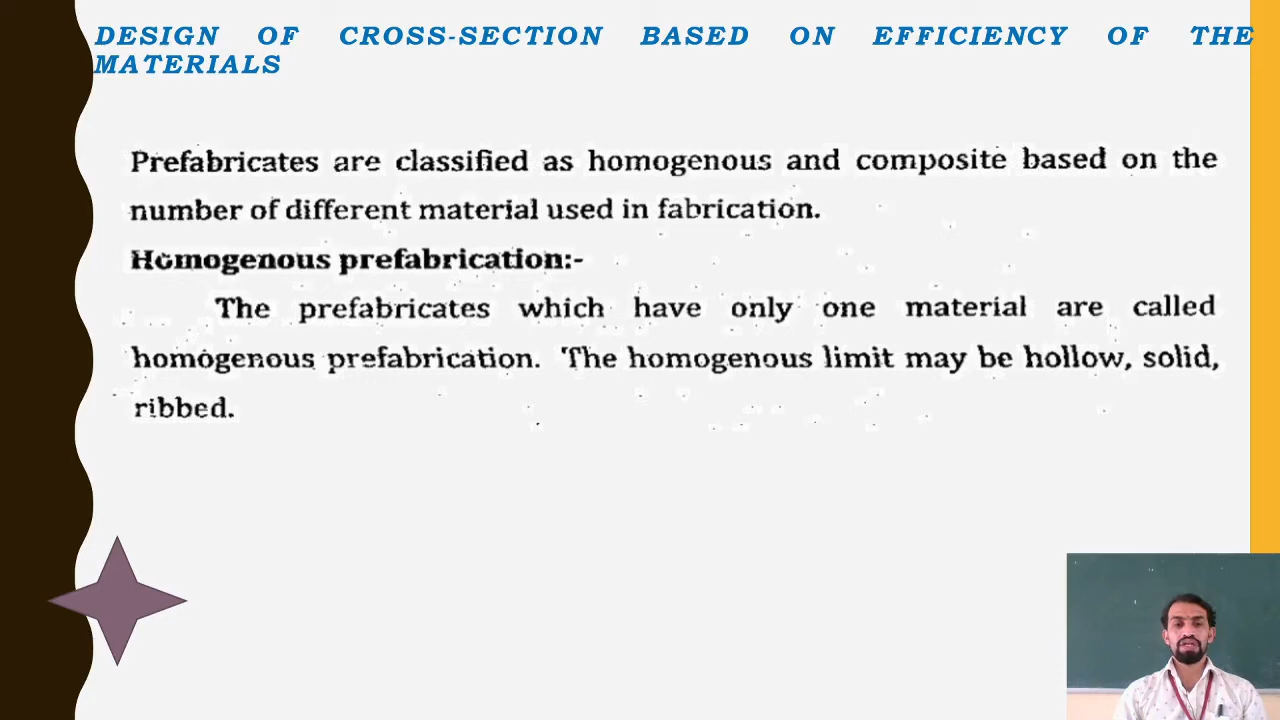 DESIGN OF CROSS-SECTION BASED ON EFFICIENCY OF THE
MATERIALS
Prefabricates are classified as homogenous and composite based on the
number of different material used in fabrication.
Homogenous prefabrication:-
The prefabricates which have only one material are called
homogenous prefabrication. The homogenous limit may be hollow, solid,
ribbed.